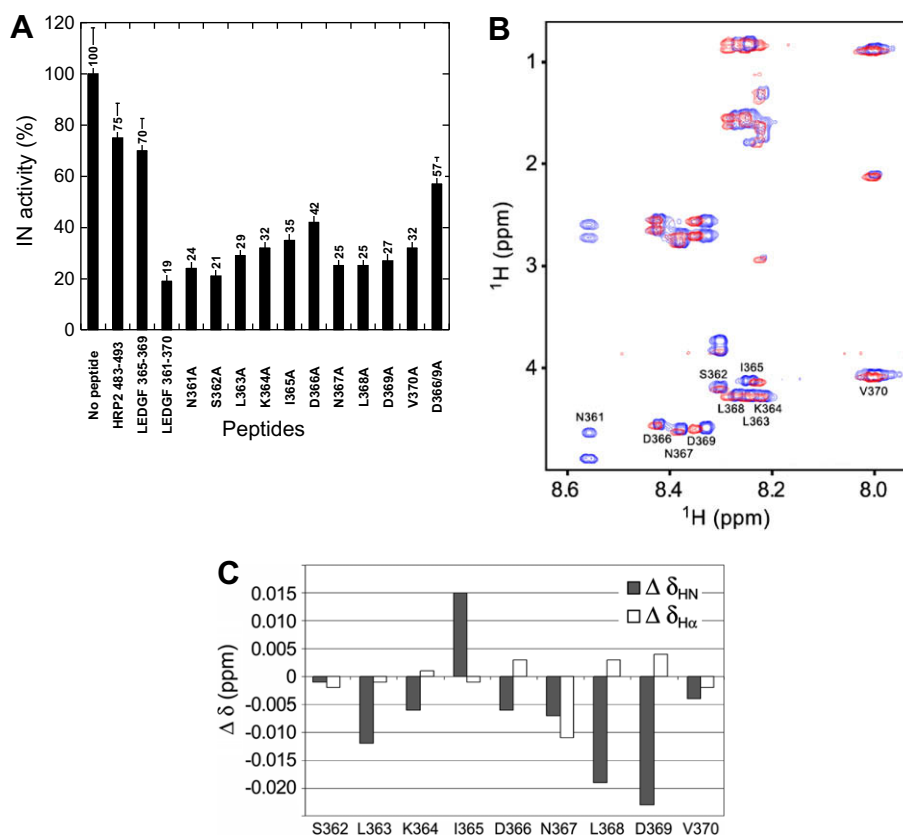 A
IN activity (%)
120
100
80
60
40
20
0
100
75
70
19
24
21
29
32
35
42
25
25
27
32
57
No peptide
HRP2 483-493
LEDGF 365-369
LEDGF 361-370
N361A
S362A
L363A
K364A
I365A
D366A
N367A
L368A
D369A
V370A
D366/9A
Peptides
B
¹H (ppm)
1
2
3
4
S362
I365
N361
L368
K364
L363
V370
D366
D369
N367
8.6
8.4
8.2
8.0
¹H (ppm)
C
Δ δHN
Δ δHα
Δ δ (ppm)
0.015
0.010
0.005
0
-0.005
-0.010
-0.015
-0.020
S362 L363 K364 I365 D366 N367 L368 D369 V370